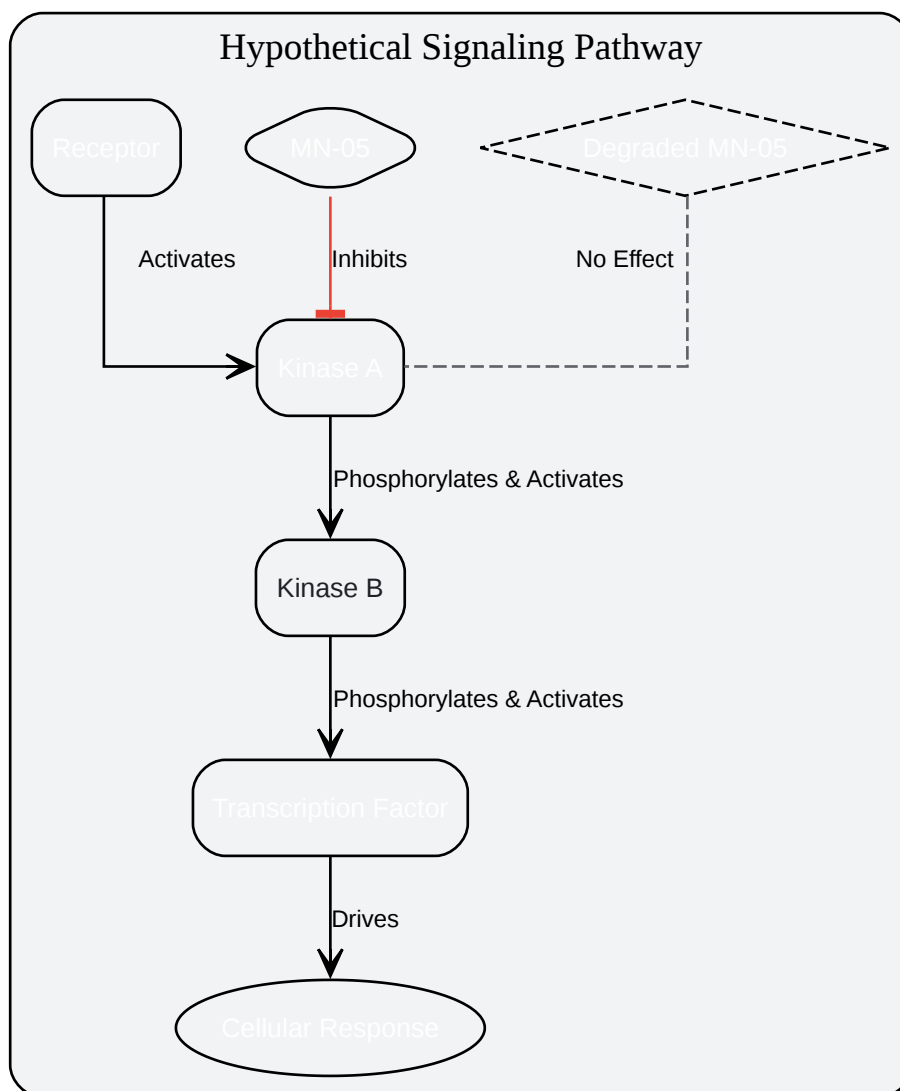 Hypothetical Signaling Pathway
Receptor
MN-05
Degraded MN-05
Activates
Inhibits
No Effect
Kinase A
Phosphorylates & Activates
Kinase B
Phosphorylates & Activates
Transcription Factor
Drives
Cellular Response